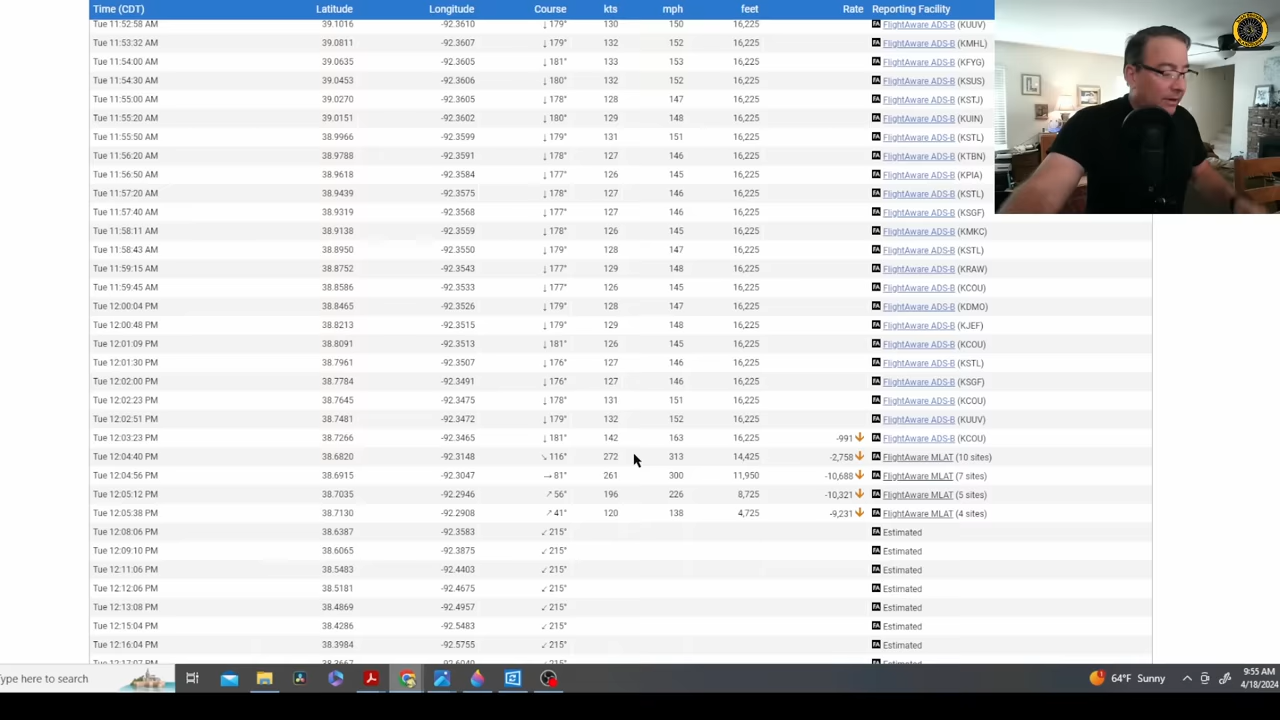 Time (CDT) Latitude Longitude Course kts mph feet Rate Reporting Facility
Tue 11:52:58 AM 39.1016 -92.3610 ↓ 179° 130 150 16,225 FlightAware ADS-B (KUUV)
Tue 11:53:32 AM 39.0811 -92.3607 ↓ 179° 132 152 16,225 FlightAware ADS-B (KMHL)
Tue 11:54:00 AM 39.0635 -92.3605 ↓ 181° 133 153 16,225 FlightAware ADS-B (KFYG)
Tue 11:54:30 AM 39.0453 -92.3606 ↓ 180° 132 152 16,225 FlightAware ADS-B (KSUS)
Tue 11:55:00 AM 39.0270 -92.3605 ↓ 178° 128 147 16,225 FlightAware ADS-B (KSTJ)
Tue 11:55:20 AM 39.0151 -92.3602 ↓ 180° 129 148 16,225 FlightAware ADS-B (KUIN)
Tue 11:55:50 AM 38.9966 -92.3599 ↓ 179° 131 151 16,225 FlightAware ADS-B (KSTL)
Tue 11:56:20 AM 38.9788 -92.3591 ↓ 178° 127 146 16,225 FlightAware ADS-B (KTBN)
Tue 11:56:50 AM 38.9618 -92.3584 ↓ 177° 126 145 16,225 FlightAware ADS-B (KPIA)
Tue 11:57:20 AM 38.9439 -92.3575 ↓ 178° 127 146 16,225 FlightAware ADS-B (KSTL)
Tue 11:57:40 AM 38.9319 -92.3568 ↓ 177° 127 146 16,225 FlightAware ADS-B (KSGF)
Tue 11:58:11 AM 38.9138 -92.3559 ↓ 178° 126 145 16,225 FlightAware ADS-B (KMKC)
Tue 11:58:43 AM 38.8950 -92.3550 ↓ 179° 128 147 16,225 FlightAware ADS-B (KSTL)
Tue 11:59:15 AM 38.8752 -92.3543 ↓ 177° 129 148 16,225 FlightAware ADS-B (KRAW)
Tue 11:59:45 AM 38.8586 -92.3533 ↓ 177° 126 145 16,225 FlightAware ADS-B (KCOU)
Tue 12:00:04 PM 38.8465 -92.3526 ↓ 179° 128 147 16,225 FlightAware ADS-B (KDMO)
Tue 12:00:48 PM 38.8213 -92.3515 ↓ 179° 129 148 16,225 FlightAware ADS-B (KJEF)
Tue 12:01:09 PM 38.8091 -92.3513 ↓ 181° 126 145 16,225 FlightAware ADS-B (KCOU)
Tue 12:01:30 PM 38.7961 -92.3507 ↓ 176° 127 146 16,225 FlightAware ADS-B (KSTL)
Tue 12:02:00 PM 38.7784 -92.3491 ↓ 176° 127 146 16,225 FlightAware ADS-B (KSGF)
Tue 12:02:23 PM 38.7645 -92.3475 ↓ 178° 131 151 16,225 FlightAware ADS-B (KCOU)
Tue 12:02:51 PM 38.7481 -92.3472 ↓ 179° 132 152 16,225 FlightAware ADS-B (KUUV)
Tue 12:03:23 PM 38.7266 -92.3465 ↓ 181° 142 163 16,225 -991 FlightAware ADS-B (KCOU)
Tue 12:04:40 PM 38.6820 -92.3148 ↘ 116° 272 313 14,425 -2,758 FlightAware MLAT (10 sites)
Tue 12:04:56 PM 38.6915 -92.3047 → 81° 261 300 11,950 -10,688 FlightAware MLAT (7 sites)
Tue 12:05:12 PM 38.7035 -92.2946 ↗ 56° 196 226 8,725 -10,321 FlightAware MLAT (5 sites)
Tue 12:05:38 PM 38.7130 -92.2908 ↗ 41° 120 138 4,725 -9,231 FlightAware MLAT (4 sites)
Tue 12:08:06 PM 38.6387 -92.3583 ↙ 215° Estimated
Tue 12:09:10 PM 38.6065 -92.3875 ↙ 215° Estimated
Tue 12:11:06 PM 38.5483 -92.4403 ↙ 215° Estimated
Tue 12:12:06 PM 38.5181 -92.4675 ↙ 215° Estimated
Tue 12:13:08 PM 38.4869 -92.4957 ↙ 215° Estimated
Tue 12:15:04 PM 38.4286 -92.5483 ↙ 215° Estimated
Tue 12:16:04 PM 38.3984 -92.5755 ↙ 215° Estimated
Tue 12:17:07 PM 215° Estimated
ype here to search
64°F Sunny
9:55 AM
4/18/2024